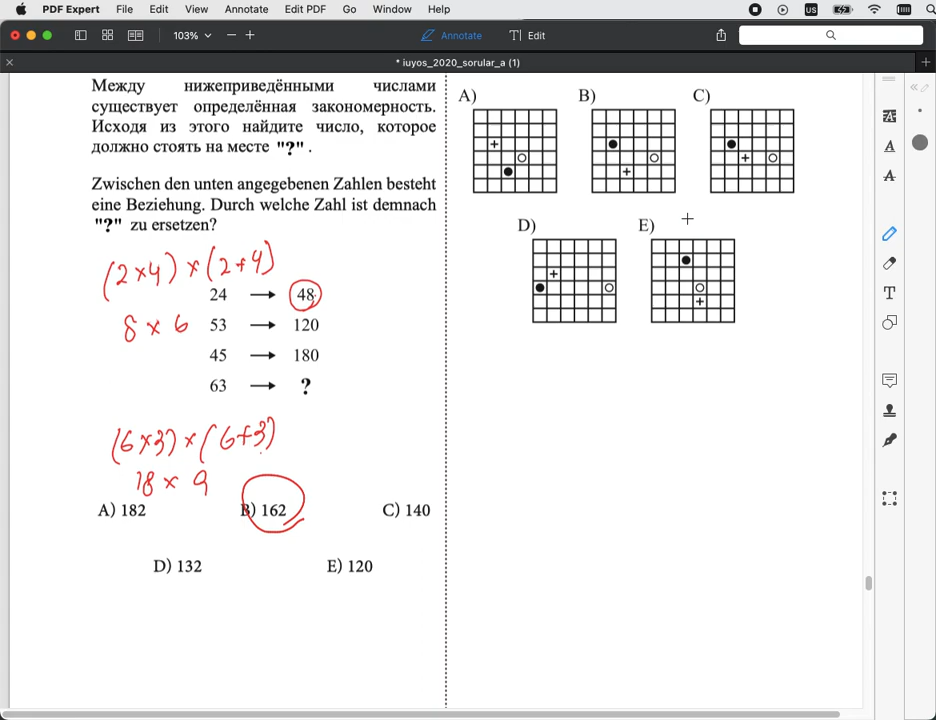 PDF Expert File Edit View Annotate Edit PDF Go Window Help US
103% Annotate Edit
* iuyos_2020_sorular_a (1)
Между нижеприведёнными числами
существует определённая закономерность.
Исходя из этого найдите число, которое
должно стоять на месте "?" .
Zwischen den unten angegebenen Zahlen besteht
eine Beziehung. Durch welche Zahl ist demnach
"?" zu ersetzen?
(2×4) × (2+4)
24 → 48
8 × 6
53 → 120
45 → 180
63 → ?
(6×3) × (6+3)
18 × 9
A) 182 B) 162 C) 140
D) 132 E) 120
A) B) C)
D) E)